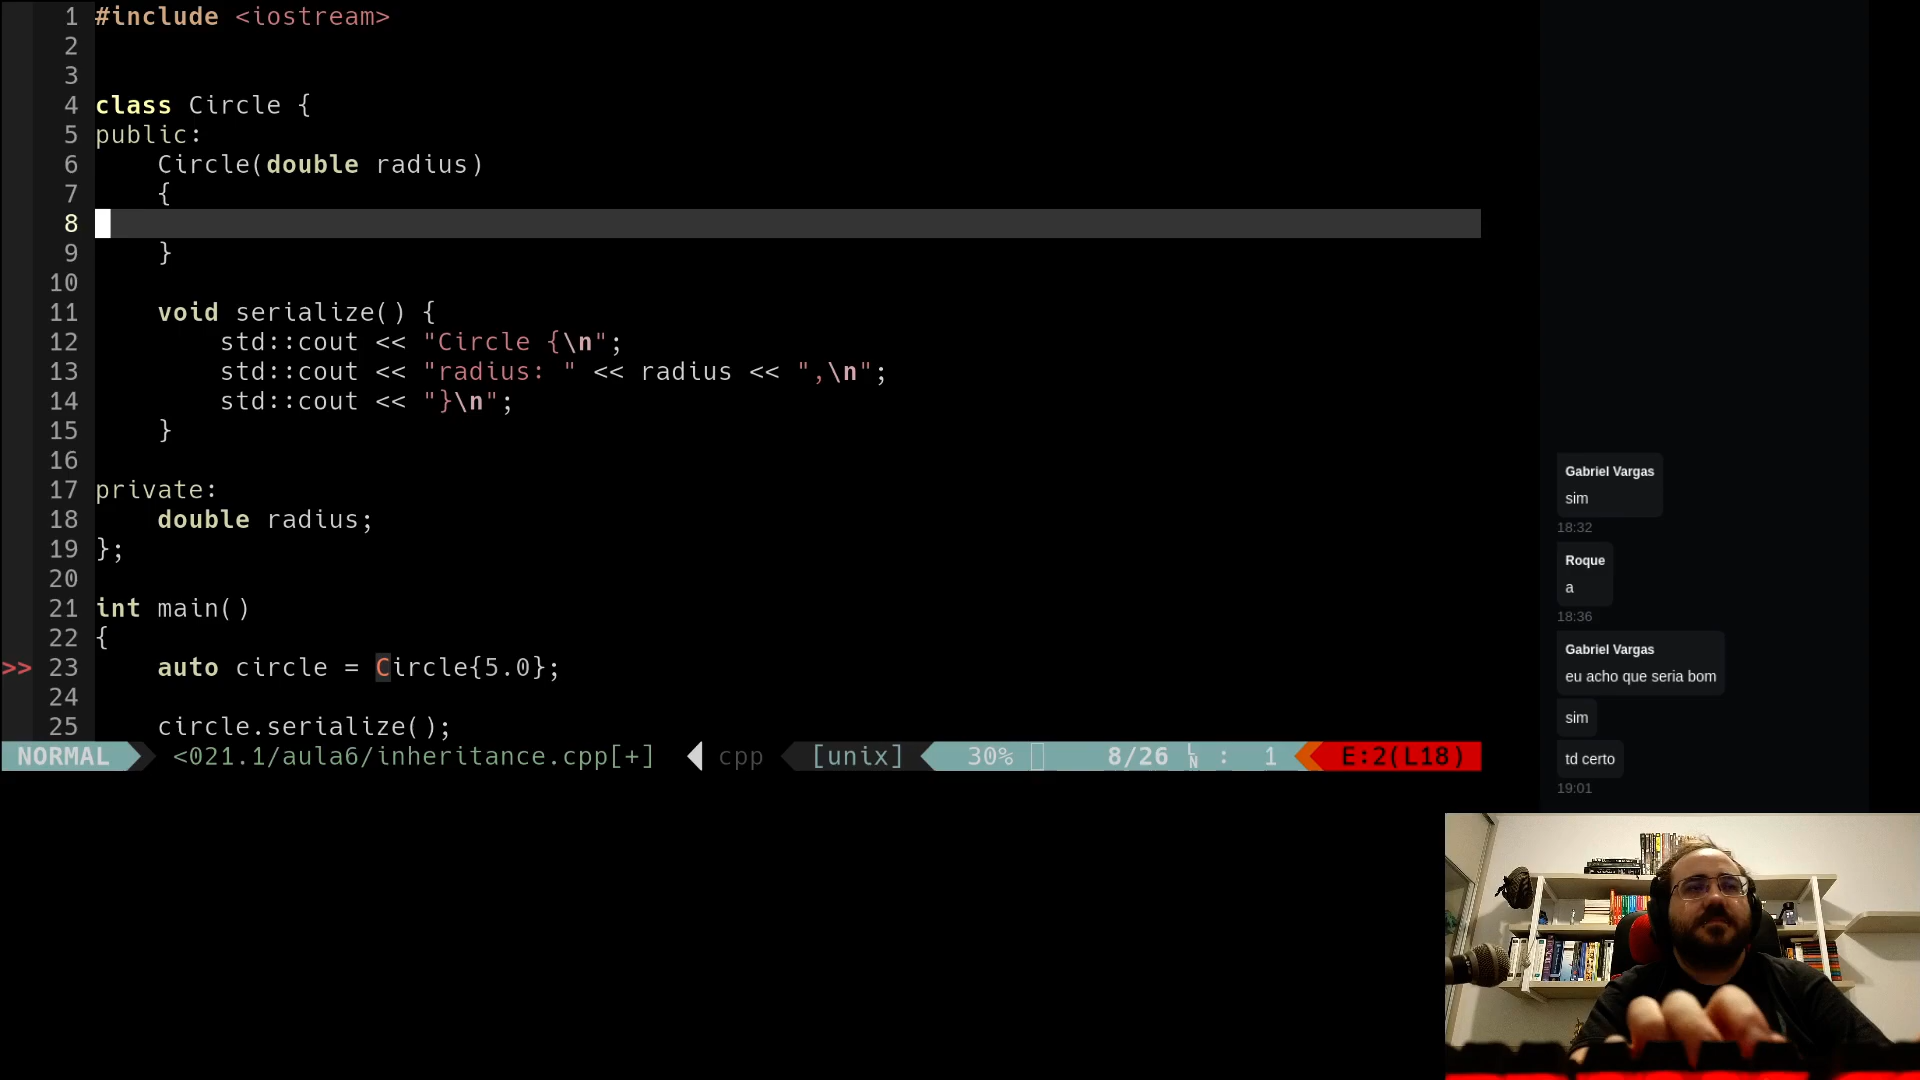 1 #include <iostream>
2
3
4 class Circle {
5 public:
6     Circle(double radius)
7     {
8
9     }
10
11     void serialize() {
12         std::cout << "Circle {\n";
13         std::cout << "radius: " << radius << ",\n";
14         std::cout << "}\n";
15     }
16
17 private:
18     double radius;
19 };
20
21 int main()
22 {
>> 23     auto circle = Circle{5.0};
24
25     circle.serialize();
NORMAL <021.1/aula6/inheritance.cpp[+] cpp [unix] 30% 8/26 LN : 1 E:2(L18)
Gabriel Vargas
sim
18:32
Roque
a
18:36
Gabriel Vargas
eu acho que seria bom
sim
td certo
19:01